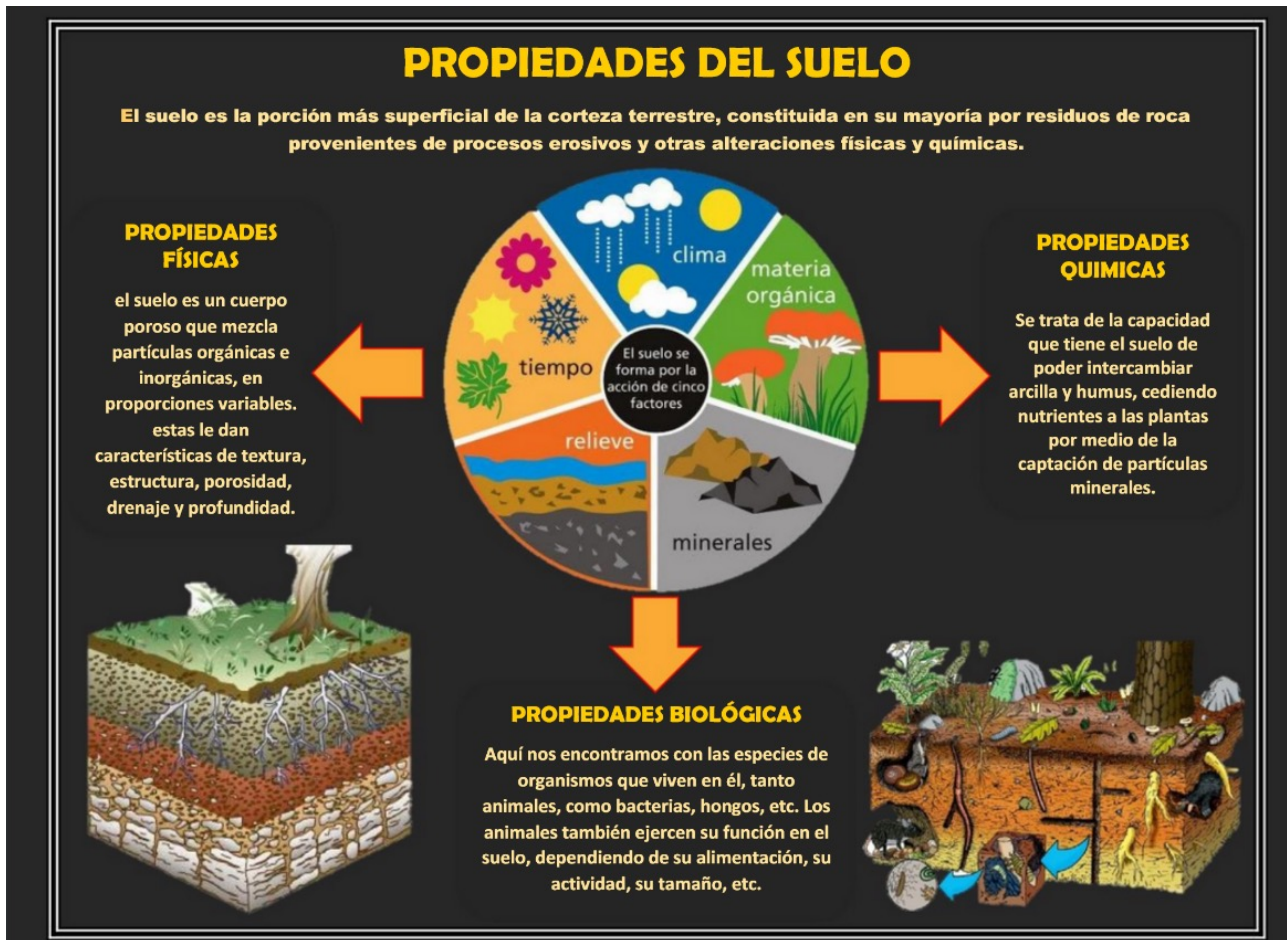 PROPIEDADES DEL SUELO
El suelo es la porción más superficial de la corteza terrestre, constituida en su mayoría por residuos de roca
provenientes de procesos erosivos y otras alteraciones físicas y químicas.
PROPIEDADES
FÍSICAS
el suelo es un cuerpo
poroso que mezcla
partículas orgánicas e
inorgánicas, en
proporciones variables.
estas le dan
características de textura,
estructura, porosidad,
drenaje y profundidad.
clima
materia
orgánica
tiempo
El suelo se
forma por la
acción de cinco
factores
relieve
minerales
PROPIEDADES
QUIMICAS
Se trata de la capacidad
que tiene el suelo de
poder intercambiar
arcilla y humus, cediendo
nutrientes a las plantas
por medio de la
captación de partículas
minerales.
PROPIEDADES BIOLÓGICAS
Aquí nos encontramos con las especies de
organismos que viven en él, tanto
animales, como bacterias, hongos, etc. Los
animales también ejercen su función en el
suelo, dependiendo de su alimentación, su
actividad, su tamaño, etc.